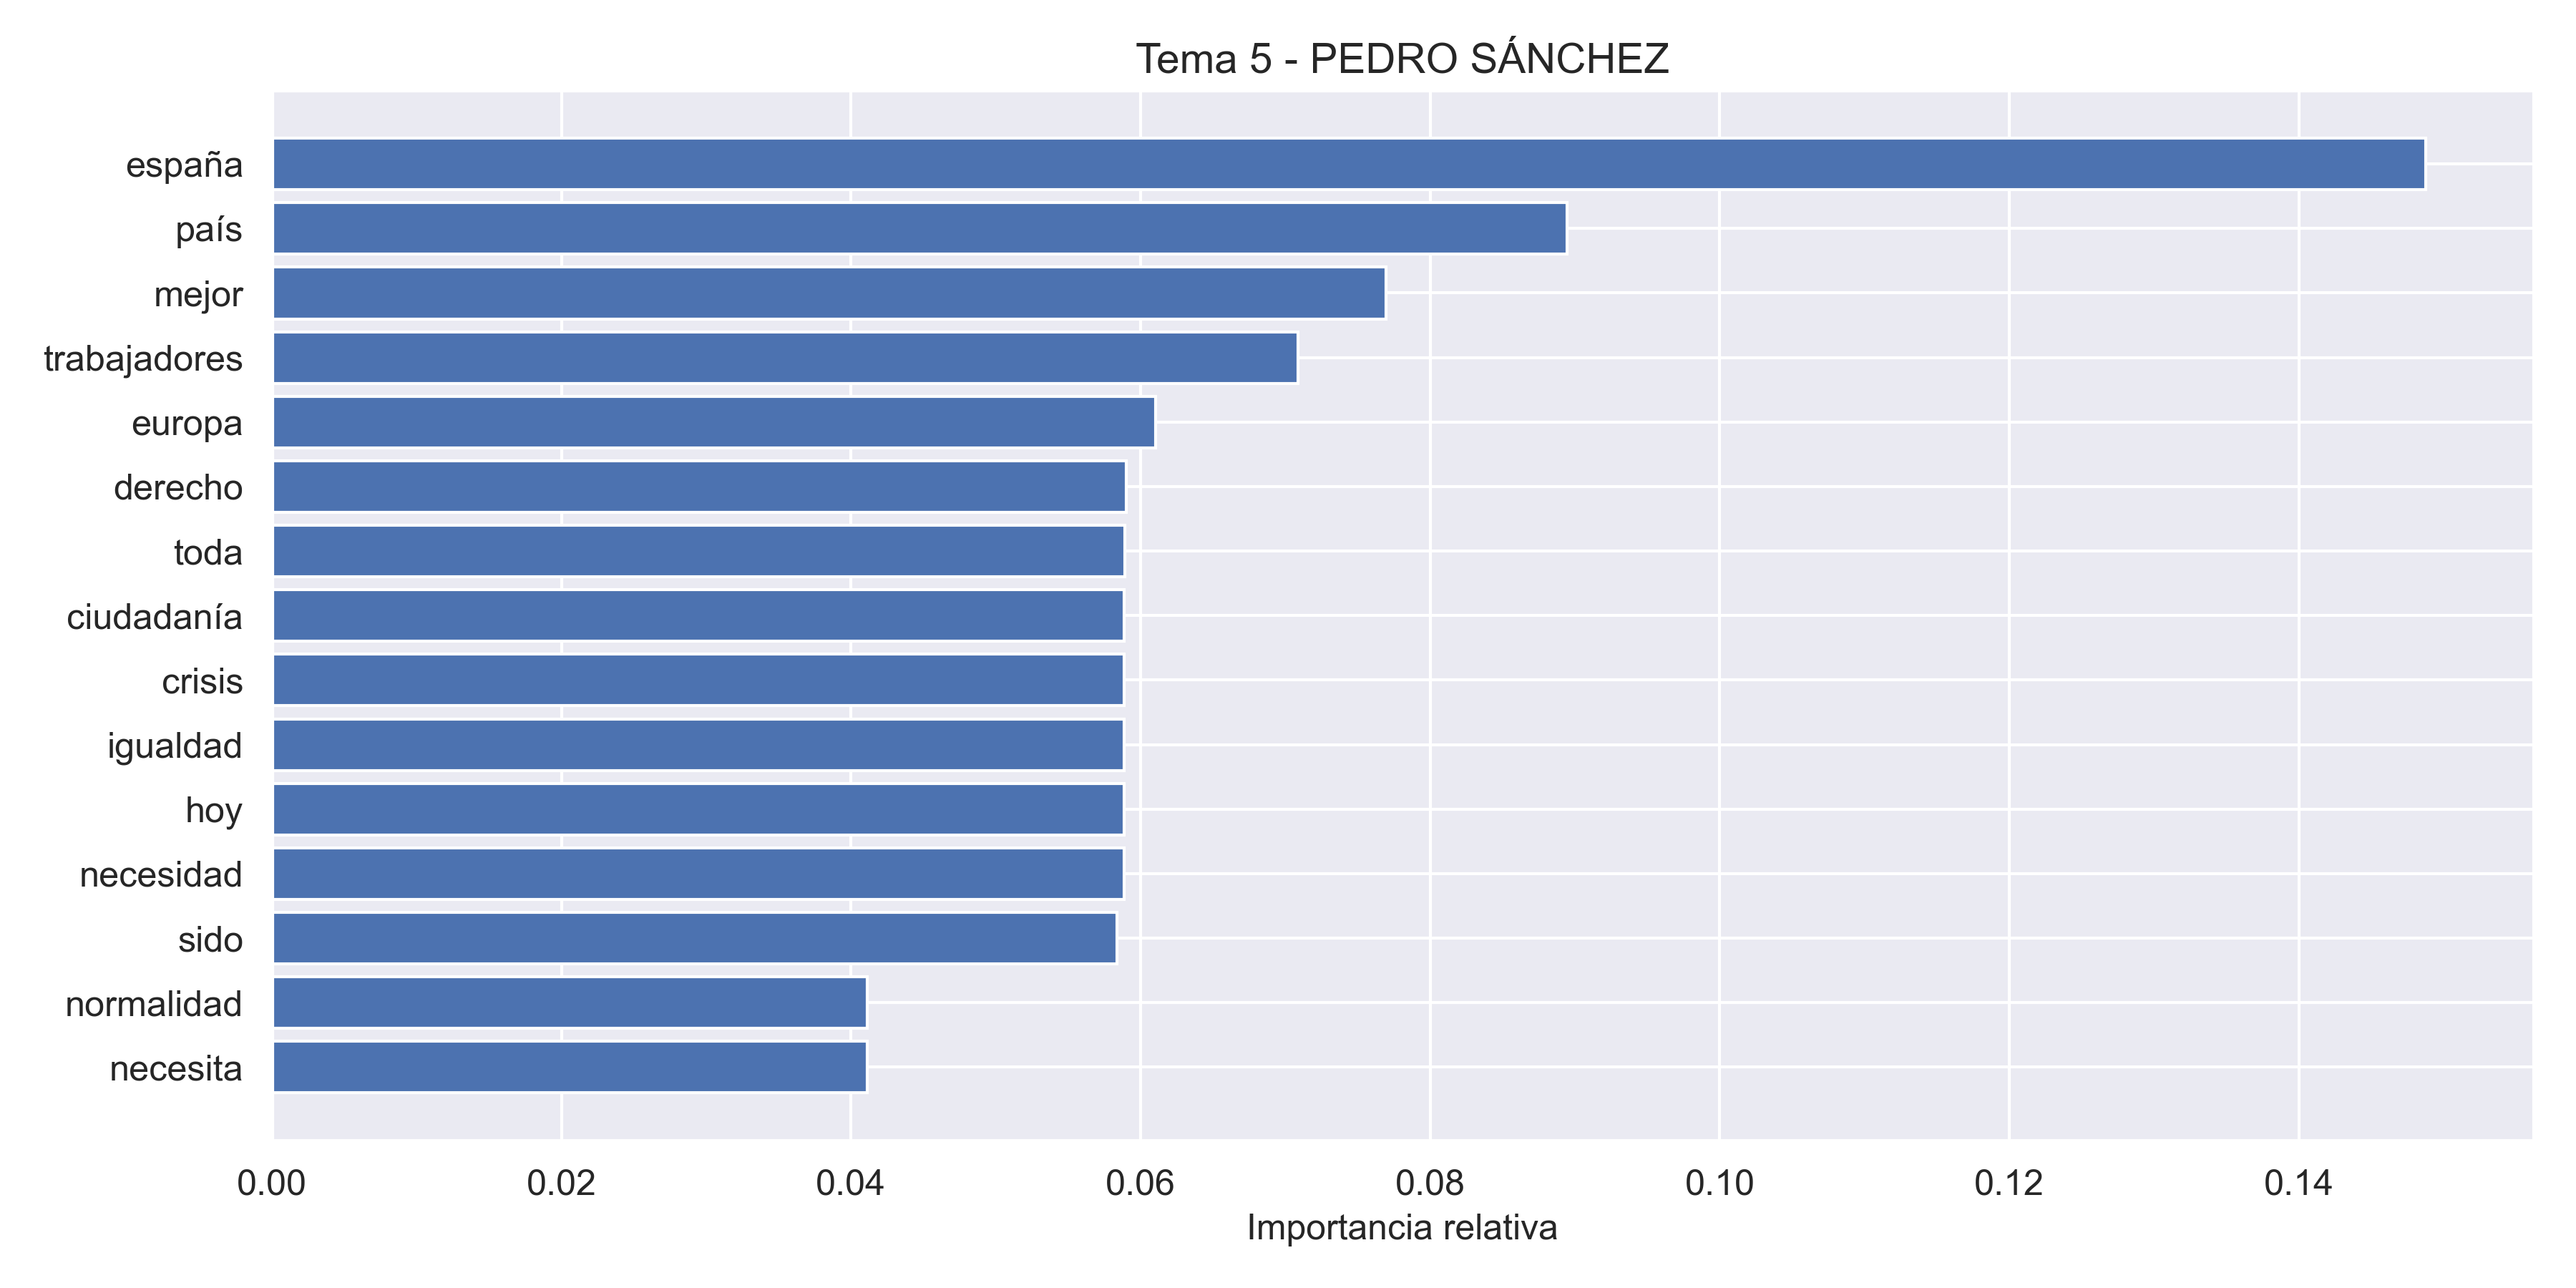 Tema 5 - PEDRO SÁNCHEZ
españa
país
mejor
trabajadores
europa
derecho
toda
ciudadanía
crisis
igualdad
hoy
necesidad
sido
normalidad
necesita
0.00 0.02 0.04 0.06 0.08 0.10 0.12 0.14
Importancia relativa